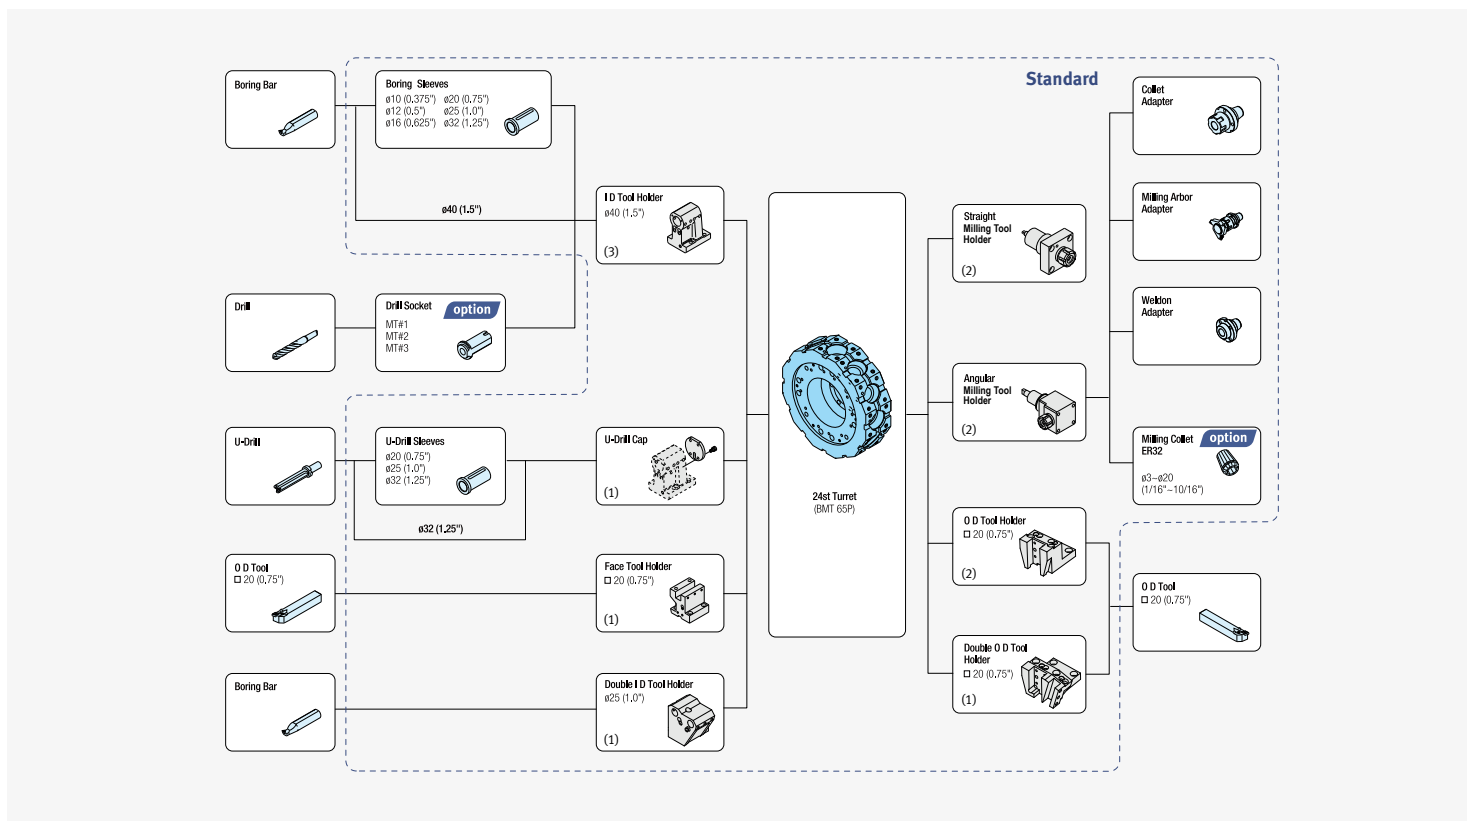 Standard
Boring Bar
Boring Sleeves
ø10 (0.375") ø20 (0.75")
ø12 (0.5") ø25 (1.0")
ø16 (0.625") ø32 (1.25")
ø40 (1.5")
I D Tool Holder
ø40 (1.5")
(3)
Drill
Drill Socket
option
MT#1
MT#2
MT#3
U-Drill
U-Drill Sleeves
ø20 (0.75")
ø25 (1.0")
ø32 (1.25")
ø32 (1.25")
U-Drill Cap
(1)
O D Tool
□ 20 (0.75")
Face Tool Holder
□ 20 (0.75")
(1)
Boring Bar
Double I D Tool Holder
ø25 (1.0")
(1)
24st Turret
(BMT 65P)
Straight
Milling Tool
Holder
(2)
Angular
Milling Tool
Holder
(2)
O D Tool Holder
□ 20 (0.75")
(2)
Double O D Tool
Holder
□ 20 (0.75")
(1)
Collet
Adapter
Milling Arbor
Adapter
Weldon
Adapter
Milling Collet
option
ER32
ø3~ø20
(1/16"~10/16")
O D Tool
□ 20 (0.75")